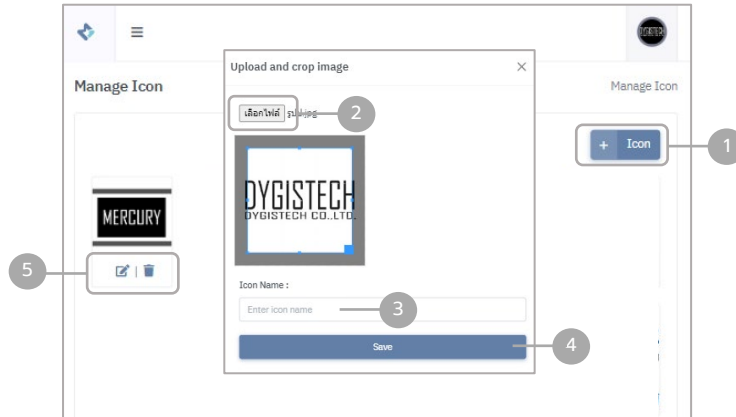 DYGISTECH
Manage Icon
Manage Icon
Upload and crop image
เลือกไฟล์
2
+ Icon
1
MERCURY
DYGISTECH
DYGISTECH CO.,LTD.
5
Icon Name :
Enter icon name
3
Save
4